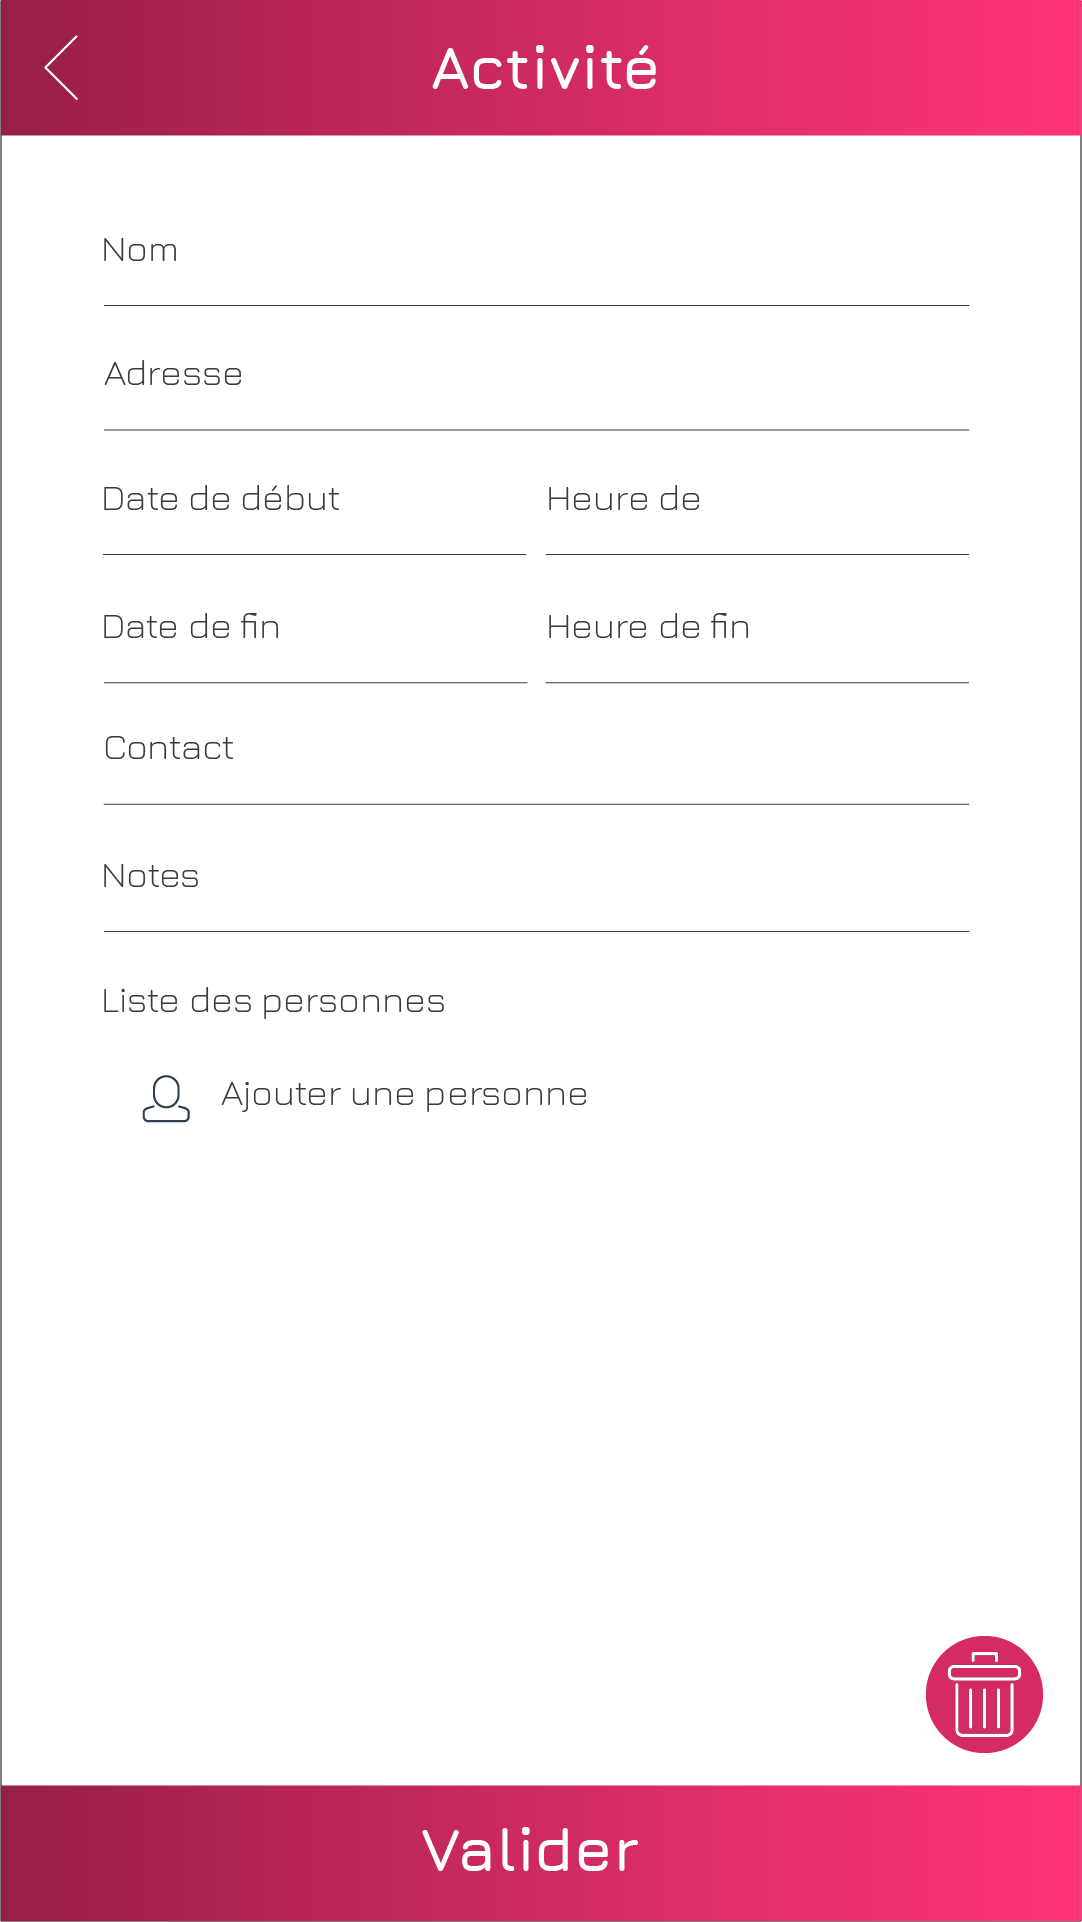 Activité
Nom
Adresse
Date de début
Heure de
Date de fin
Heure de fin
Contact
Notes
Liste des personnes
Ajouter une personne
Valider